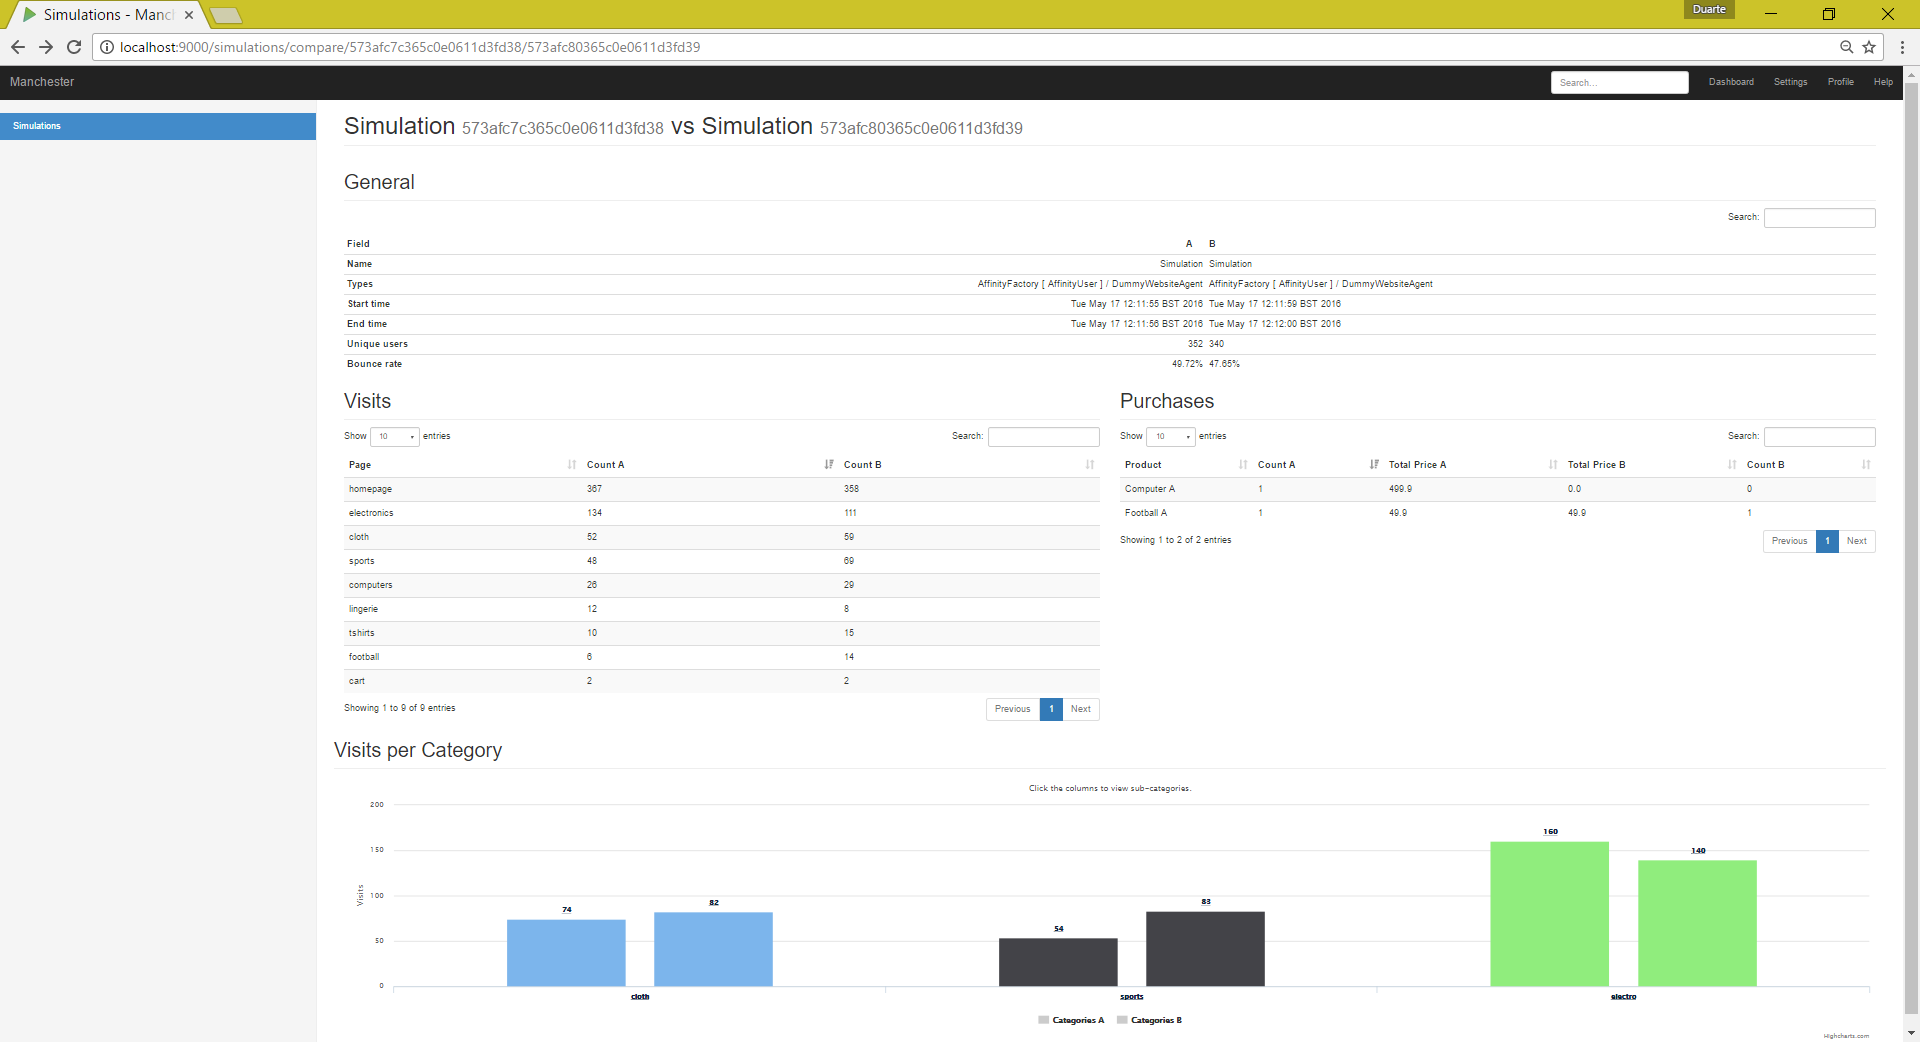 Simulations - Manc
Duarte
localhost:9000/simulations/compare/573afc7c365c0e0611d3fd38/573afc80365c0e0611d3fd39
Manchester
Search...
Dashboard Settings Profile Help
Simulations
Simulation 573afc7c365c0e0611d3fd38 vs Simulation 573afc80365c0e0611d3fd39
General
Search:
Field A B
Name Simulation Simulation
Types AffinityFactory [ AffinityUser ] / DummyWebsiteAgent AffinityFactory [ AffinityUser ] / DummyWebsiteAgent
Start time Tue May 17 12:11:55 BST 2016 Tue May 17 12:11:59 BST 2016
End time Tue May 17 12:11:56 BST 2016 Tue May 17 12:12:00 BST 2016
Unique users 352 340
Bounce rate 49.72% 47.65%
Visits
Show 10 entries Search:
Page Count A Count B
homepage 367 358
electronics 134 111
cloth 52 59
sports 48 69
computers 26 29
lingerie 12 8
tshirts 10 15
football 6 14
cart 2 2
Showing 1 to 9 of 9 entries
Previous 1 Next
Purchases
Show 10 entries Search:
Product Count A Total Price A Total Price B Count B
Computer A 1 499.9 0.0 0
Football A 1 49.9 49.9 1
Showing 1 to 2 of 2 entries
Previous 1 Next
Visits per Category
Click the columns to view sub-categories.
Visits
200
150
100
50
0
74 82 54 83 160 140
cloth sports electro
Categories A Categories B
Highcharts.com